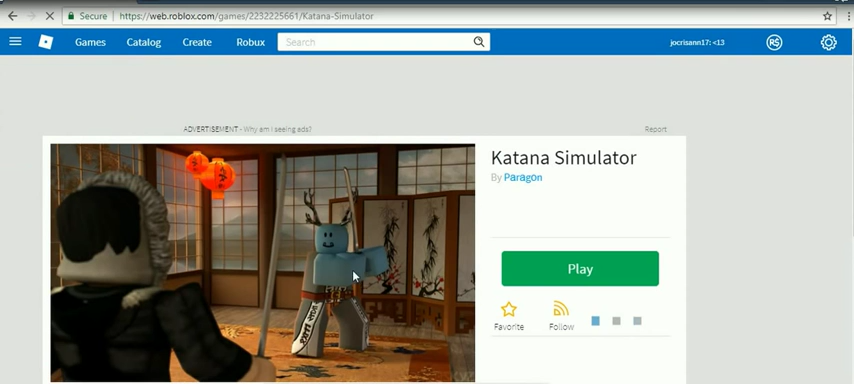 Secure
https://web.roblox.com/games/2232225661/Katana-Simulator
Games Catalog Create Robux Search jocrisann17: <13
ADVERTISEMENT - Why am I seeing ads? Report
Katana Simulator
By Paragon
Play
Favorite Follow